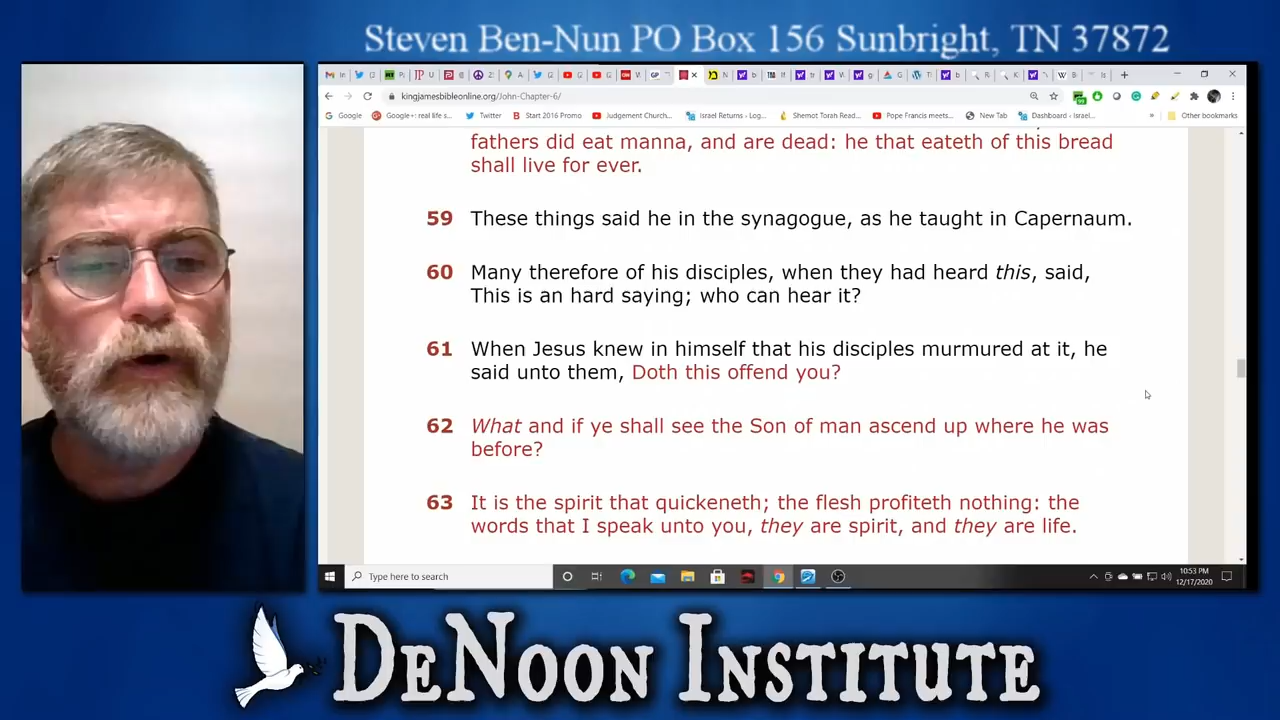 Steven Ben-Nun PO Box 156 Sunbright, TN 37872
kingjamesbibleonline.org/John-Chapter-6/
Google
Google+: real life s...
Twitter
Start 2016 Promo
Judgement Church...
Israel Returns - Log...
Shemot Torah Read...
Pope Francis meets...
New Tab
Dashboard ‹ Israel...
Other bookmarks
fathers did eat manna, and are dead: he that eateth of this bread
shall live for ever.
59 These things said he in the synagogue, as he taught in Capernaum.
60 Many therefore of his disciples, when they had heard this, said,
This is an hard saying; who can hear it?
61 When Jesus knew in himself that his disciples murmured at it, he
said unto them, Doth this offend you?
62 What and if ye shall see the Son of man ascend up where he was
before?
63 It is the spirit that quickeneth; the flesh profiteth nothing: the
words that I speak unto you, they are spirit, and they are life.
Type here to search
10:53 PM
12/17/2020
DeNoon Institute